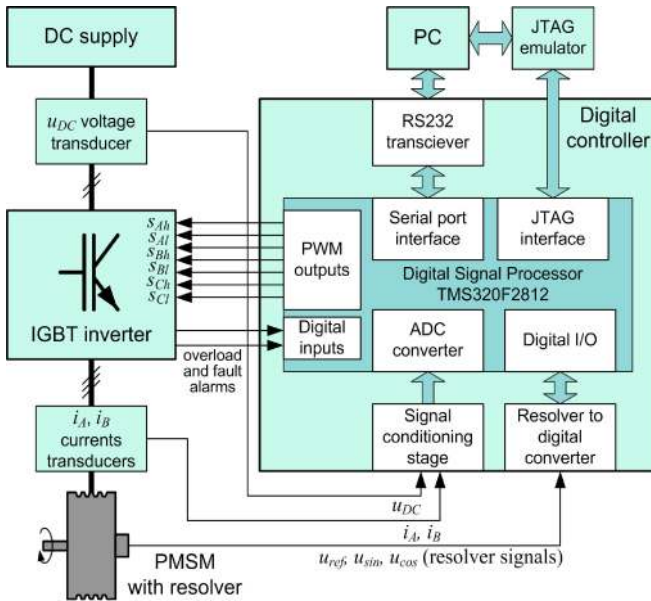 DC supply
u_DC voltage
transducer
s_Ah
s_Al
s_Bh
s_Bl
s_Ch
s_Cl
IGBT inverter
overload
and fault
alarms
i_A, i_B
currents
transducers
PMSM
with resolver
PC
JTAG
emulator
Digital
controller
RS232
transciever
Serial port
interface
JTAG
interface
PWM
outputs
Digital Signal Processor
TMS320F2812
Digital
inputs
ADC
converter
Digital I/O
Signal
conditioning
stage
Resolver to
digital
converter
u_DC
i_A, i_B
u_ref, u_sin, u_cos (resolver signals)